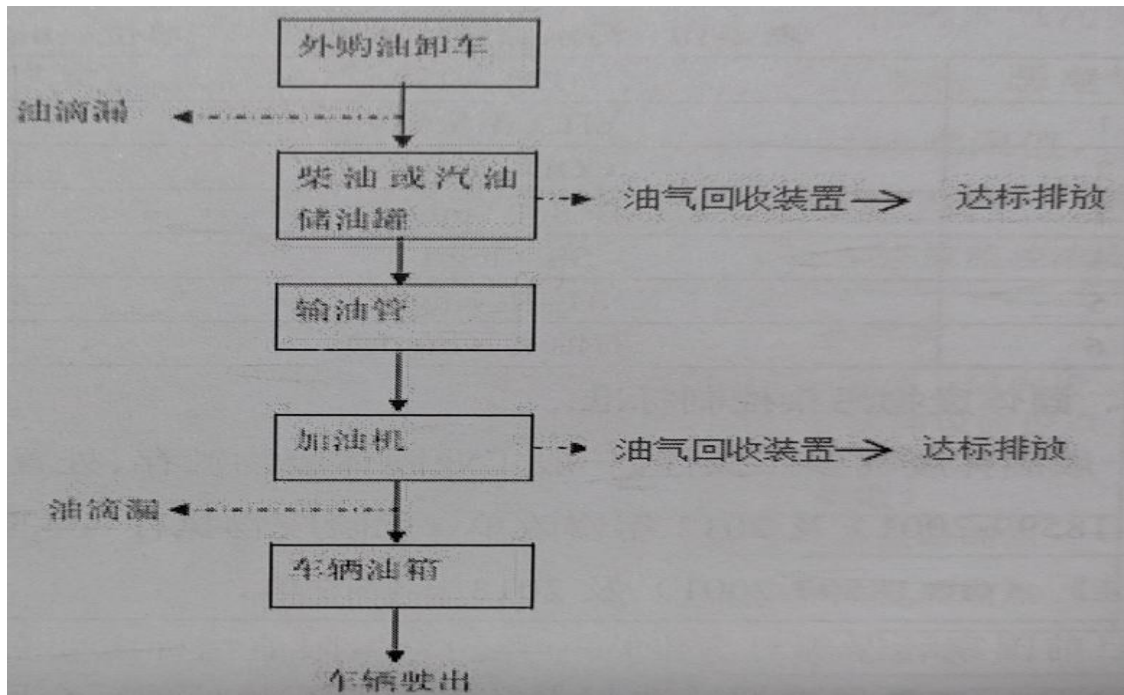 外购油卸车
油滴漏
柴油或汽油
储油罐
油气回收装置
达标排放
输油管
加油机
油气回收装置
达标排放
油滴漏
车辆油箱
车辆驶出